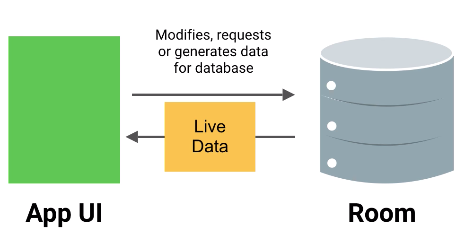 Modifies, requests
or generates data
for database
Live
Data
App UI
Room